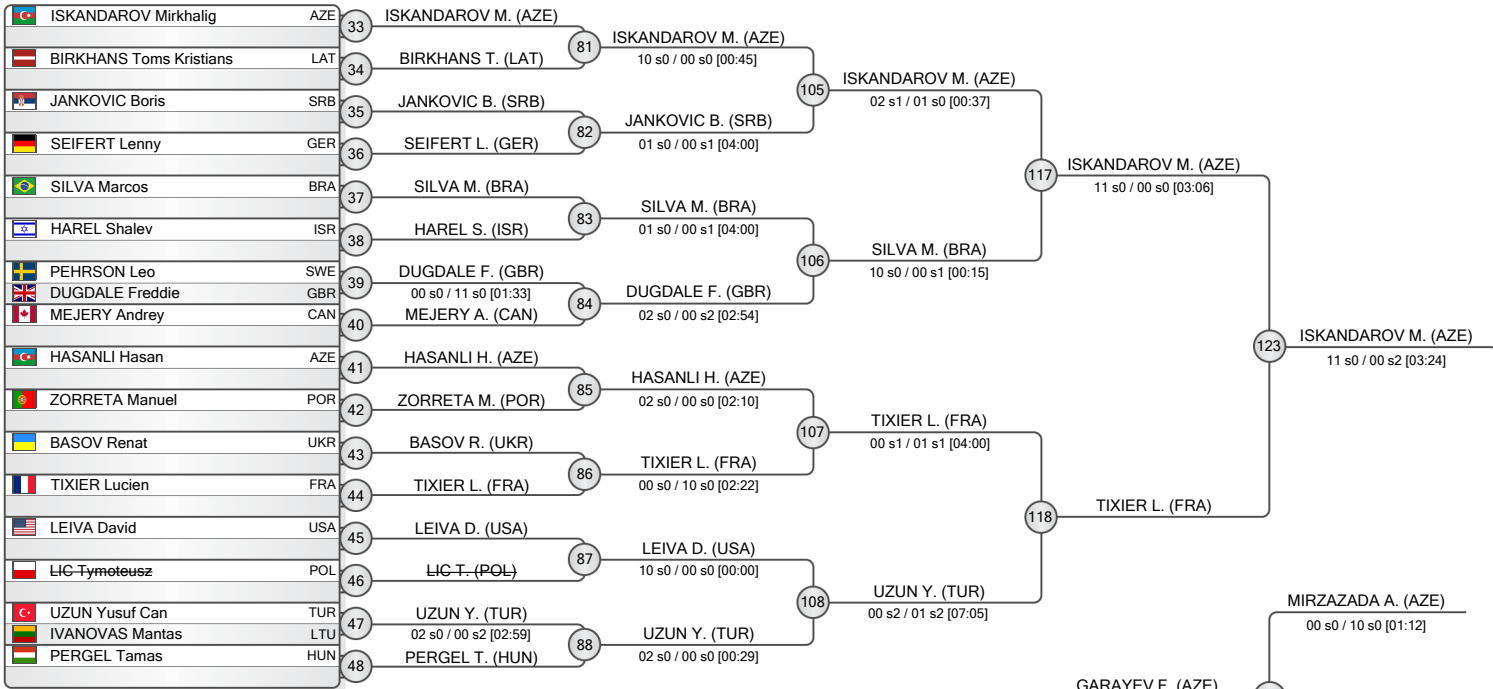 ISKANDAROV Mirkhalig AZE
BIRKHANS Toms Kristians LAT
JANKOVIC Boris SRB
SEIFERT Lenny GER
SILVA Marcos BRA
HAREL Shalev ISR
PEHRSON Leo SWE
DUGDALE Freddie GBR
MEJERY Andrey CAN
HASANLI Hasan AZE
ZORRETA Manuel POR
BASOV Renat UKR
TIXIER Lucien FRA
LEIVA David USA
LIC Tymoteusz POL
UZUN Yusuf Can TUR
IVANOVAS Mantas LTU
PERGEL Tamas HUN
33
34
35
36
37
38
39
40
41
42
43
44
45
46
47
48
ISKANDAROV M. (AZE)
BIRKHANS T. (LAT)
JANKOVIC B. (SRB)
SEIFERT L. (GER)
SILVA M. (BRA)
HAREL S. (ISR)
DUGDALE F. (GBR)
00 s0 / 11 s0 [01:33]
MEJERY A. (CAN)
HASANLI H. (AZE)
ZORRETA M. (POR)
BASOV R. (UKR)
TIXIER L. (FRA)
LEIVA D. (USA)
LIC T. (POL)
UZUN Y. (TUR)
02 s0 / 00 s2 [02:59]
PERGEL T. (HUN)
81
82
83
84
85
86
87
88
ISKANDAROV M. (AZE)
10 s0 / 00 s0 [00:45]
JANKOVIC B. (SRB)
01 s0 / 00 s1 [04:00]
SILVA M. (BRA)
01 s0 / 00 s1 [04:00]
DUGDALE F. (GBR)
02 s0 / 00 s2 [02:54]
HASANLI H. (AZE)
02 s0 / 00 s0 [02:10]
TIXIER L. (FRA)
00 s0 / 10 s0 [02:22]
LEIVA D. (USA)
10 s0 / 00 s0 [00:00]
UZUN Y. (TUR)
02 s0 / 00 s0 [00:29]
105
106
107
108
ISKANDAROV M. (AZE)
02 s1 / 01 s0 [00:37]
SILVA M. (BRA)
10 s0 / 00 s1 [00:15]
TIXIER L. (FRA)
00 s1 / 01 s1 [04:00]
UZUN Y. (TUR)
00 s2 / 01 s2 [07:05]
117
118
ISKANDAROV M. (AZE)
11 s0 / 00 s0 [03:06]
TIXIER L. (FRA)
123
ISKANDAROV M. (AZE)
11 s0 / 00 s2 [03:24]
MIRZAZADA A. (AZE)
00 s0 / 10 s0 [01:12]
GARAYEV F. (AZE)